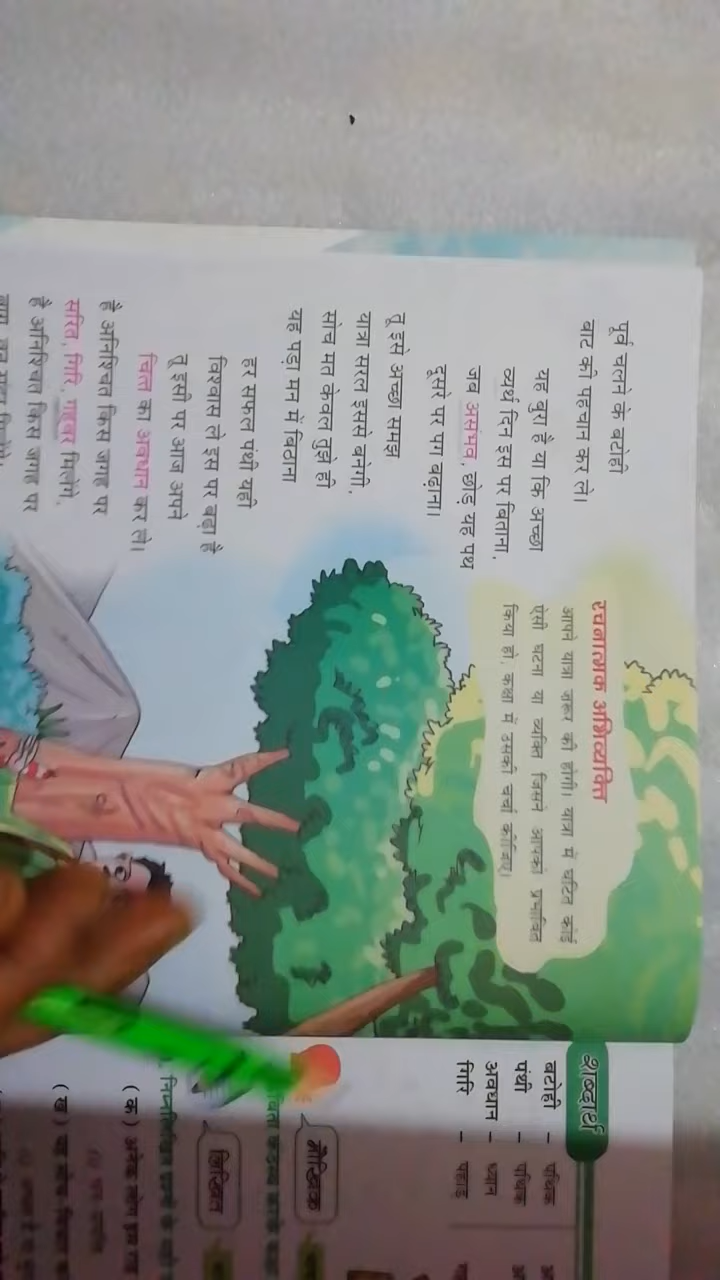 पूर्व चलने के बटोही
बाट की पहचान कर ले।
यह बुरा है या कि अच्छा
व्यर्थ दिन इस पर बिताना,
जब असंभव, छोड़ यह पथ
दूसरे पर पग बढ़ाना।
तू इसे अच्छा समझ
यात्रा सरल इससे बनेगी,
सोच मत केवल तुझे ही
यह पड़ा मन में बिठाना
हर सफल पंथी यही
विश्वास ले इस पर बढ़ा है
तू इसी पर आज अपने
चित्त का अवधान कर ले।
है अनिश्चित किस जगह पर
सरित, गिरि, गह्वर मिलेंगे,
है अनिश्चित किस जगह पर
रचनात्मक अभिव्यक्ति
आपने यात्रा जरूर की होगी। यात्रा में घटित कोई
ऐसी घटना या व्यक्ति जिसने आपको प्रभावित
किया हो, कक्षा में उसकी चर्चा कीजिए।
शब्दार्थ
बटोही – पथिक
पंथी – पथिक
अवधान – ध्यान
गिरि – पहाड़
मौखिक
लिखित
(क) अनेक लोग इस
(ख)